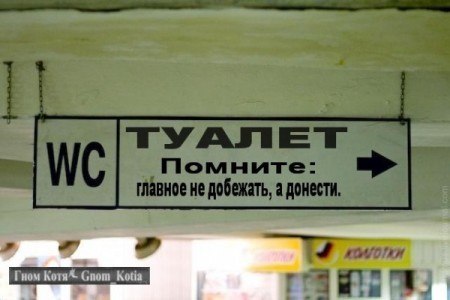 WC
ТУАЛЕТ
Помните:
главное не добежать, а донести.
КОЛГОТКИ
Гном Котя Gnom_Kotia